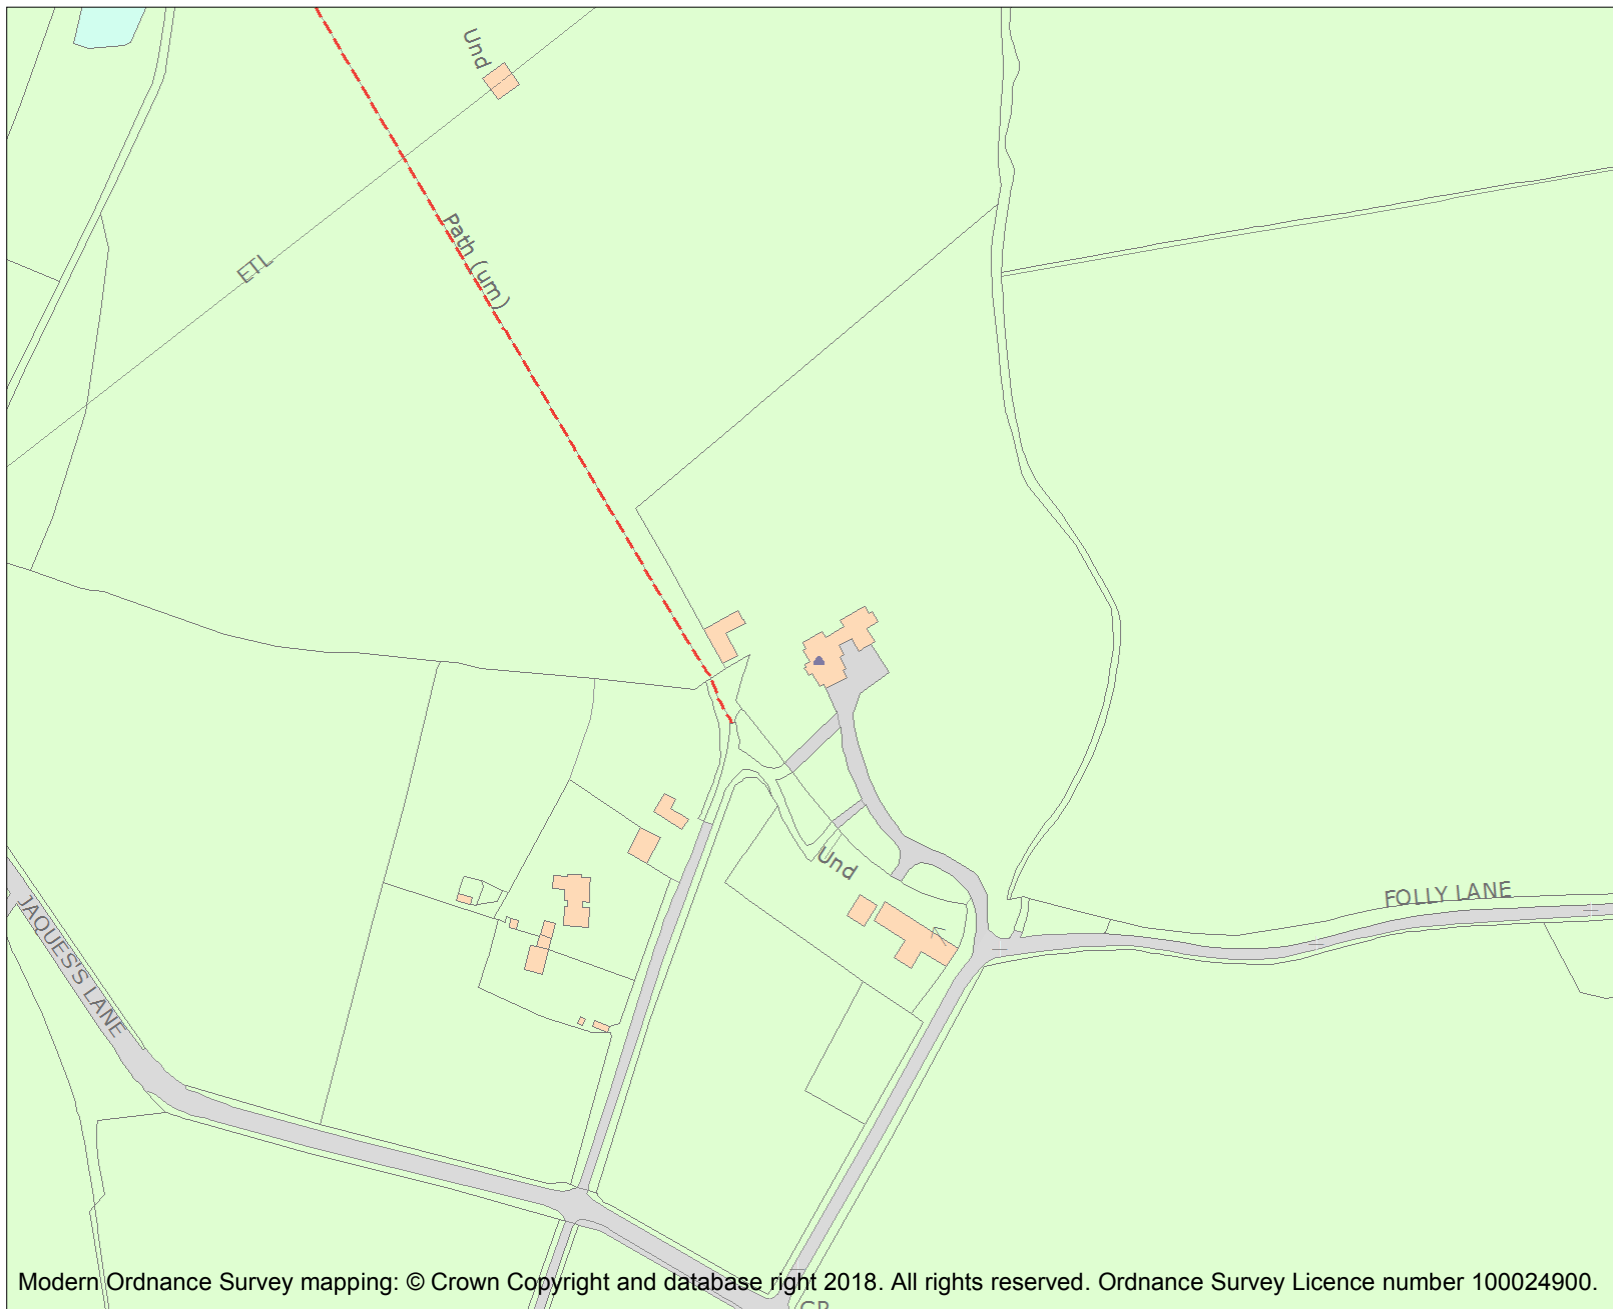 Und
Path (um)
ETL
Und
FOLLY LANE
JAQUES'S LANE
Modern Ordnance Survey mapping: © Crown Copyright and database right 2018. All rights reserved. Ordnance Survey Licence number 100024900.